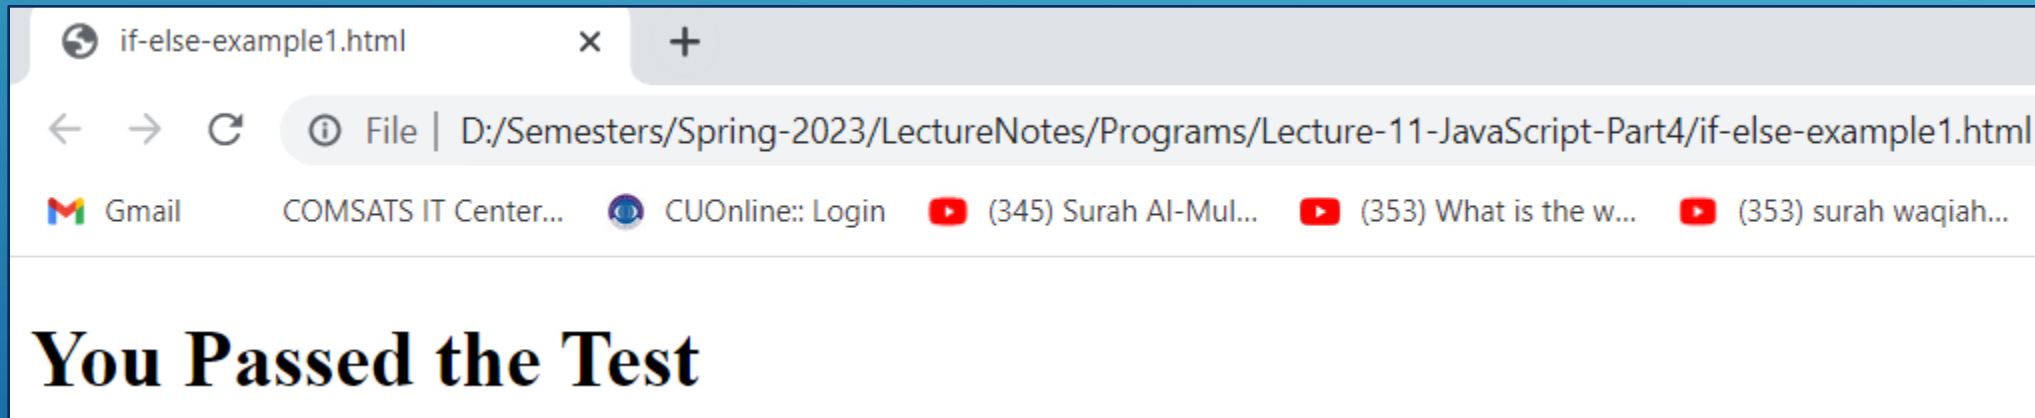 if-else-example1.html
File | D:/Semesters/Spring-2023/LectureNotes/Programs/Lecture-11-JavaScript-Part4/if-else-example1.html
Gmail COMSATS IT Center... CUOnline:: Login (345) Surah Al-Mul... (353) What is the w... (353) surah waqiah...
You Passed the Test